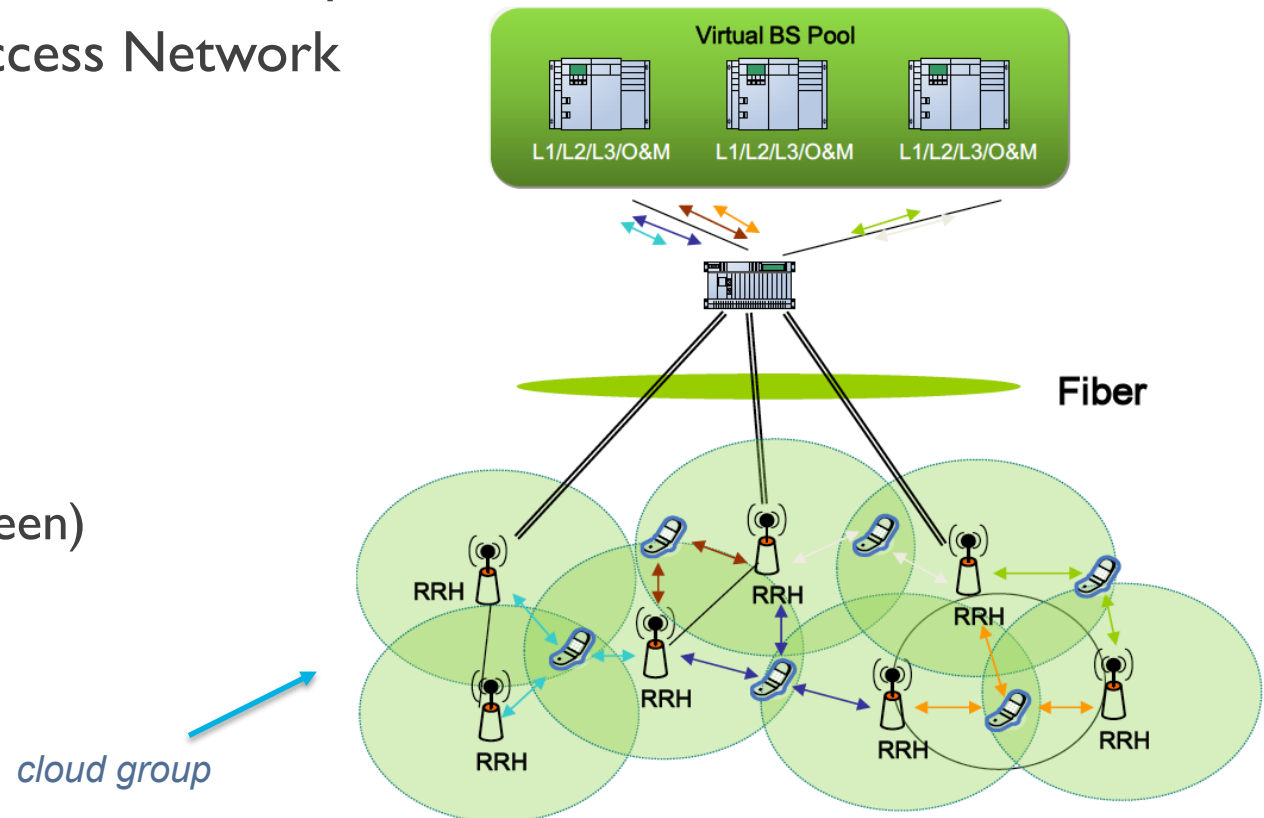 ccess Network
Virtual BS Pool
L1/L2/L3/O&M
L1/L2/L3/O&M
L1/L2/L3/O&M
Fiber
een)
RRH
RRH
RRH
RRH
RRH
RRH
RRH
cloud group